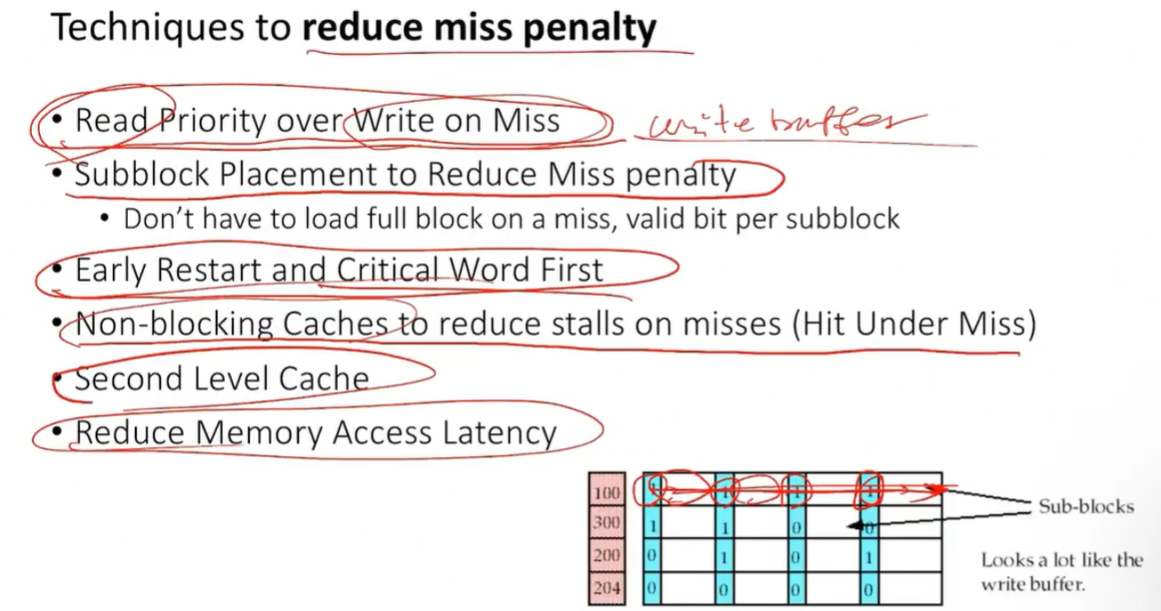 Techniques to reduce miss penalty
• Read Priority over Write on Miss write buffer
• Subblock Placement to Reduce Miss penalty
• Don't have to load full block on a miss, valid bit per subblock
• Early Restart and Critical Word First
• Non-blocking Caches to reduce stalls on misses (Hit Under Miss)
• Second Level Cache
• Reduce Memory Access Latency
100 1 1 1 1
300 1 1 0 0
200 0 1 0 1
204 0 0 0 0
Sub-blocks
Looks a lot like the
write buffer.